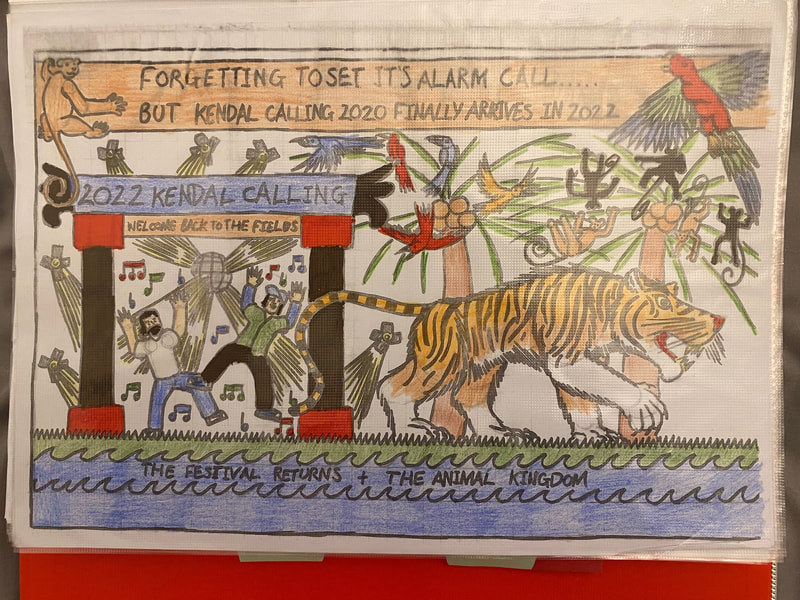 FORGETTING TO SET IT'S ALARM CALL.....
BUT KENDAL CALLING 2020 FINALLY ARRIVES IN 2022
2022 KENDAL CALLING
WELCOME BACK TO THE FIELDS
THE FESTIVAL RETURNS + THE ANIMAL KINGDOM